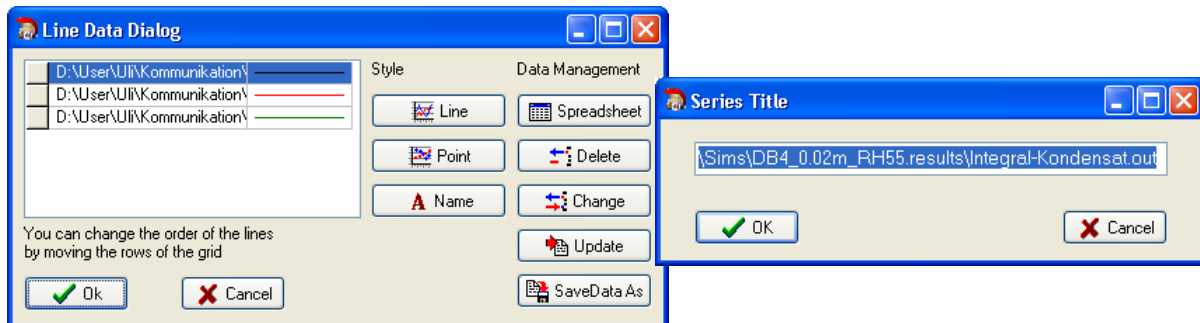 Line Data Dialog
D:\User\Uli\Kommunikation\
D:\User\Uli\Kommunikation\
D:\User\Uli\Kommunikation\
Style
Line
Point
Name
Data Management
Spreadsheet
Delete
Change
Update
SaveData As
You can change the order of the lines
by moving the rows of the grid
Ok
Cancel
Series Title
\Sims\DB4_0.02m_RH55.results\Integral-Kondensat.out
OK
Cancel